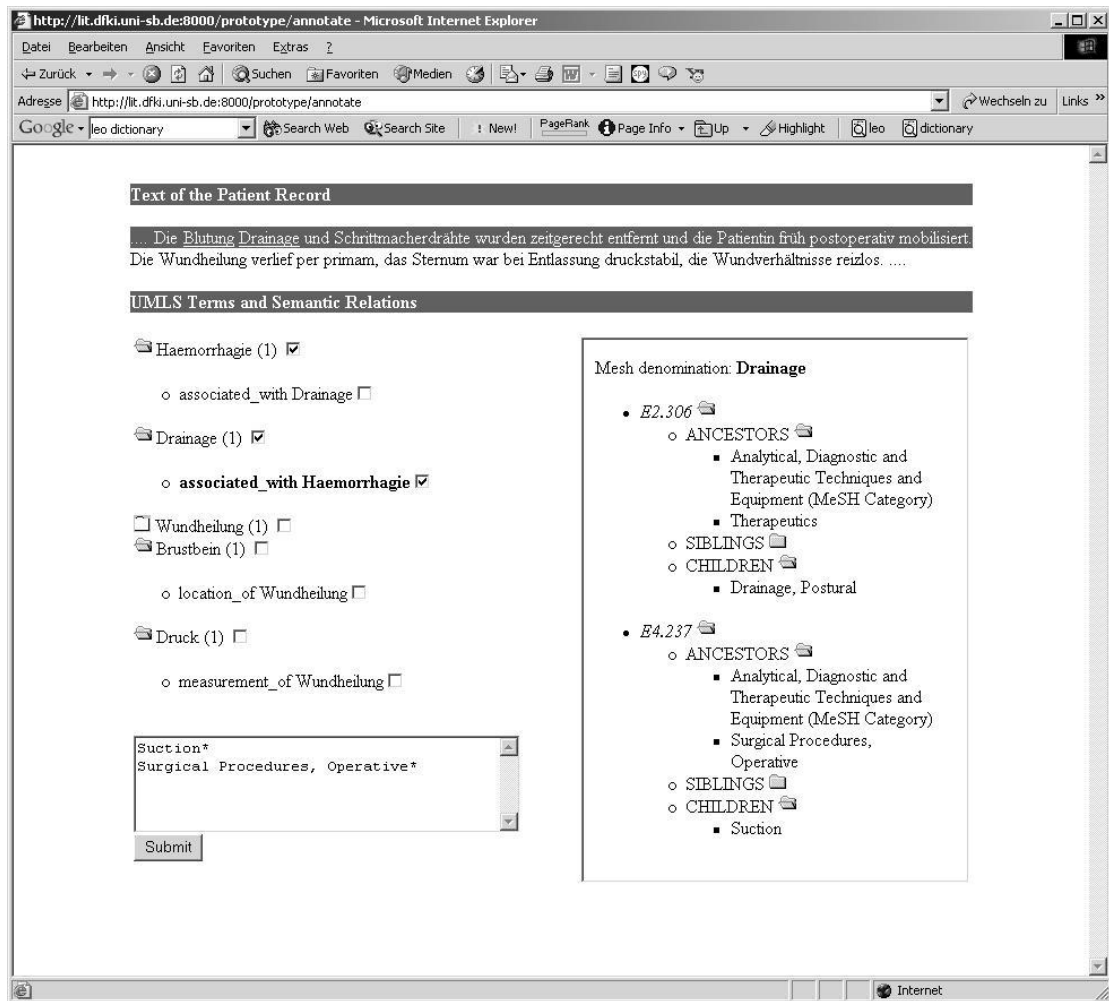 http://lit.dfki.uni-sb.de:8000/prototype/annotate - Microsoft Internet Explorer
Datei Bearbeiten Ansicht Favoriten Extras ?
Zurück Suchen Favoriten Medien
Adresse http://lit.dfki.uni-sb.de:8000/prototype/annotate Wechseln zu Links »
Google leo dictionary Search Web Search Site New! PageRank Page Info Up Highlight leo dictionary
Text of the Patient Record
.... Die Blutung Drainage und Schrittmacherdrähte wurden zeitgerecht entfernt und die Patientin früh postoperativ mobilisiert.
Die Wundheilung verlief per primam, das Sternum war bei Entlassung druckstabil, die Wundverhältnisse reizlos. ....
UMLS Terms and Semantic Relations
Haemorrhagie (1)
associated_with Drainage
Drainage (1)
associated_with Haemorrhagie
Wundheilung (1)
Brustbein (1)
location_of Wundheilung
Druck (1)
measurement_of Wundheilung
Suction*
Surgical Procedures, Operative*
Submit
Mesh denomination: Drainage
E2.306
ANCESTORS
Analytical, Diagnostic and
Therapeutic Techniques and
Equipment (MeSH Category)
Therapeutics
SIBLINGS
CHILDREN
Drainage, Postural
E4.237
ANCESTORS
Analytical, Diagnostic and
Therapeutic Techniques and
Equipment (MeSH Category)
Surgical Procedures,
Operative
SIBLINGS
CHILDREN
Suction
Internet